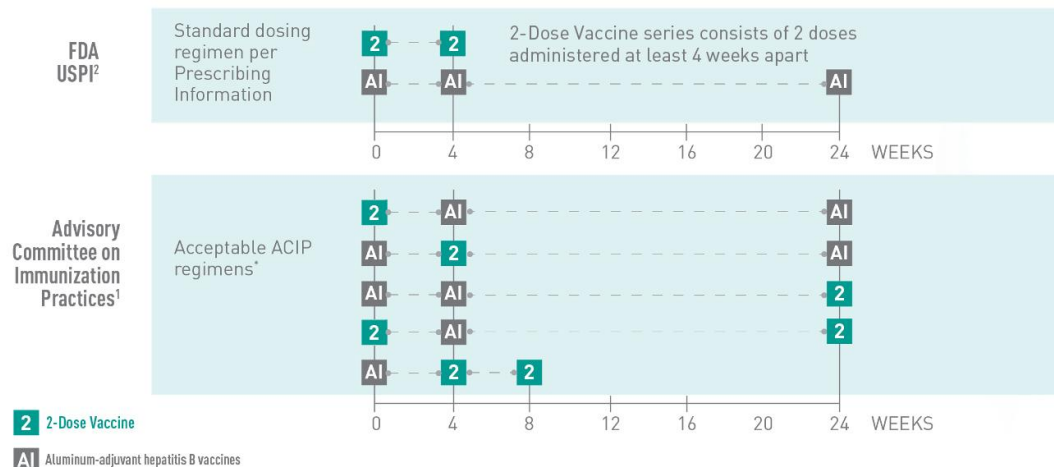 FDA
USPI²
Standard dosing
regimen per
Prescribing
Information
2-Dose Vaccine series consists of 2 doses
administered at least 4 weeks apart
2 2
Al Al Al
0 4 8 12 16 20 24 WEEKS
Advisory
Committee on
Immunization
Practices¹
Acceptable ACIP
regimens*
2 Al Al
Al 2 Al
Al Al 2
2 Al 2
Al 2 2
0 4 8 12 16 20 24 WEEKS
2 2-Dose Vaccine
Al Aluminum-adjuvant hepatitis B vaccines